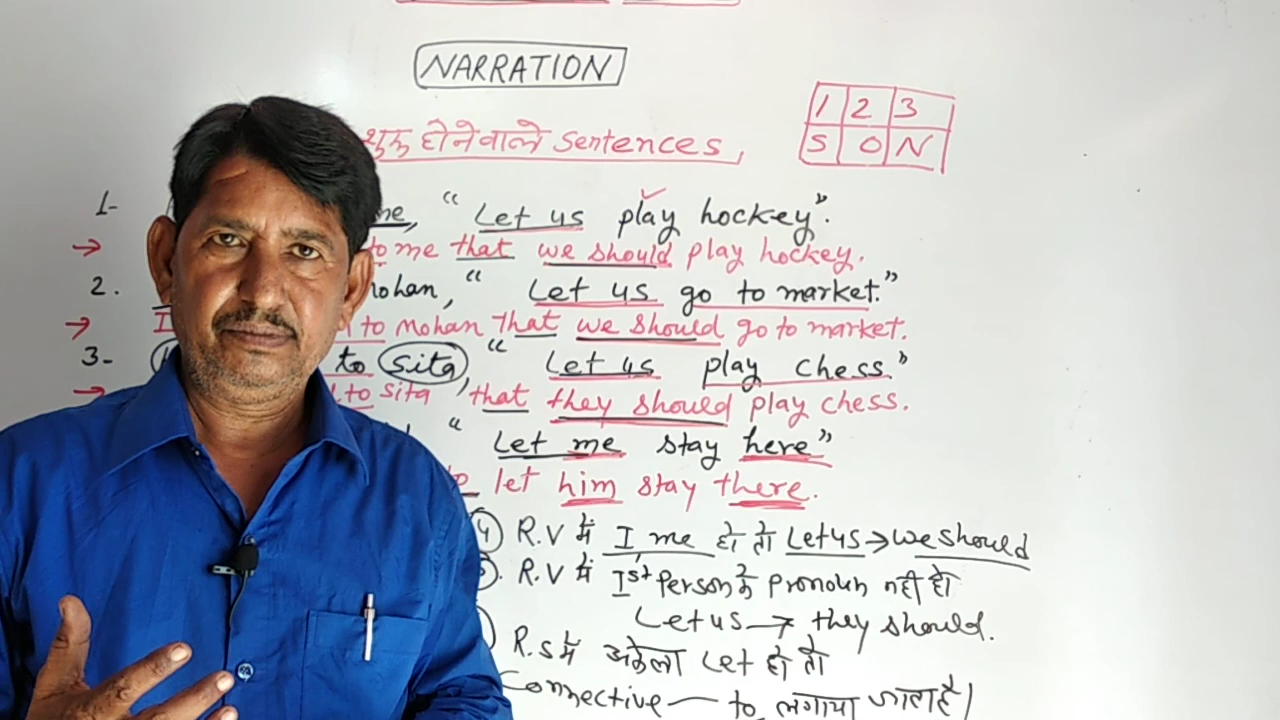 NARRATION
1 2 3
S O N
शुरू होने वाले Sentences,
1- me, “Let us play hockey”.
→ to me that we should play hockey.
2. mohan, “Let us go to market.”
→ I to mohan that we should go to market.
3- to sita, “Let us play chess.”
→ to sita that they should play chess.
“Let me stay here”
let him stay there.
4 R.V में I, me हो तो Let us → we should
R.V में Ist Person के Pronoun नही हो
Let us → they should.
R.S में अकेला Let हो तो
Connective — to लगाया जाता है।